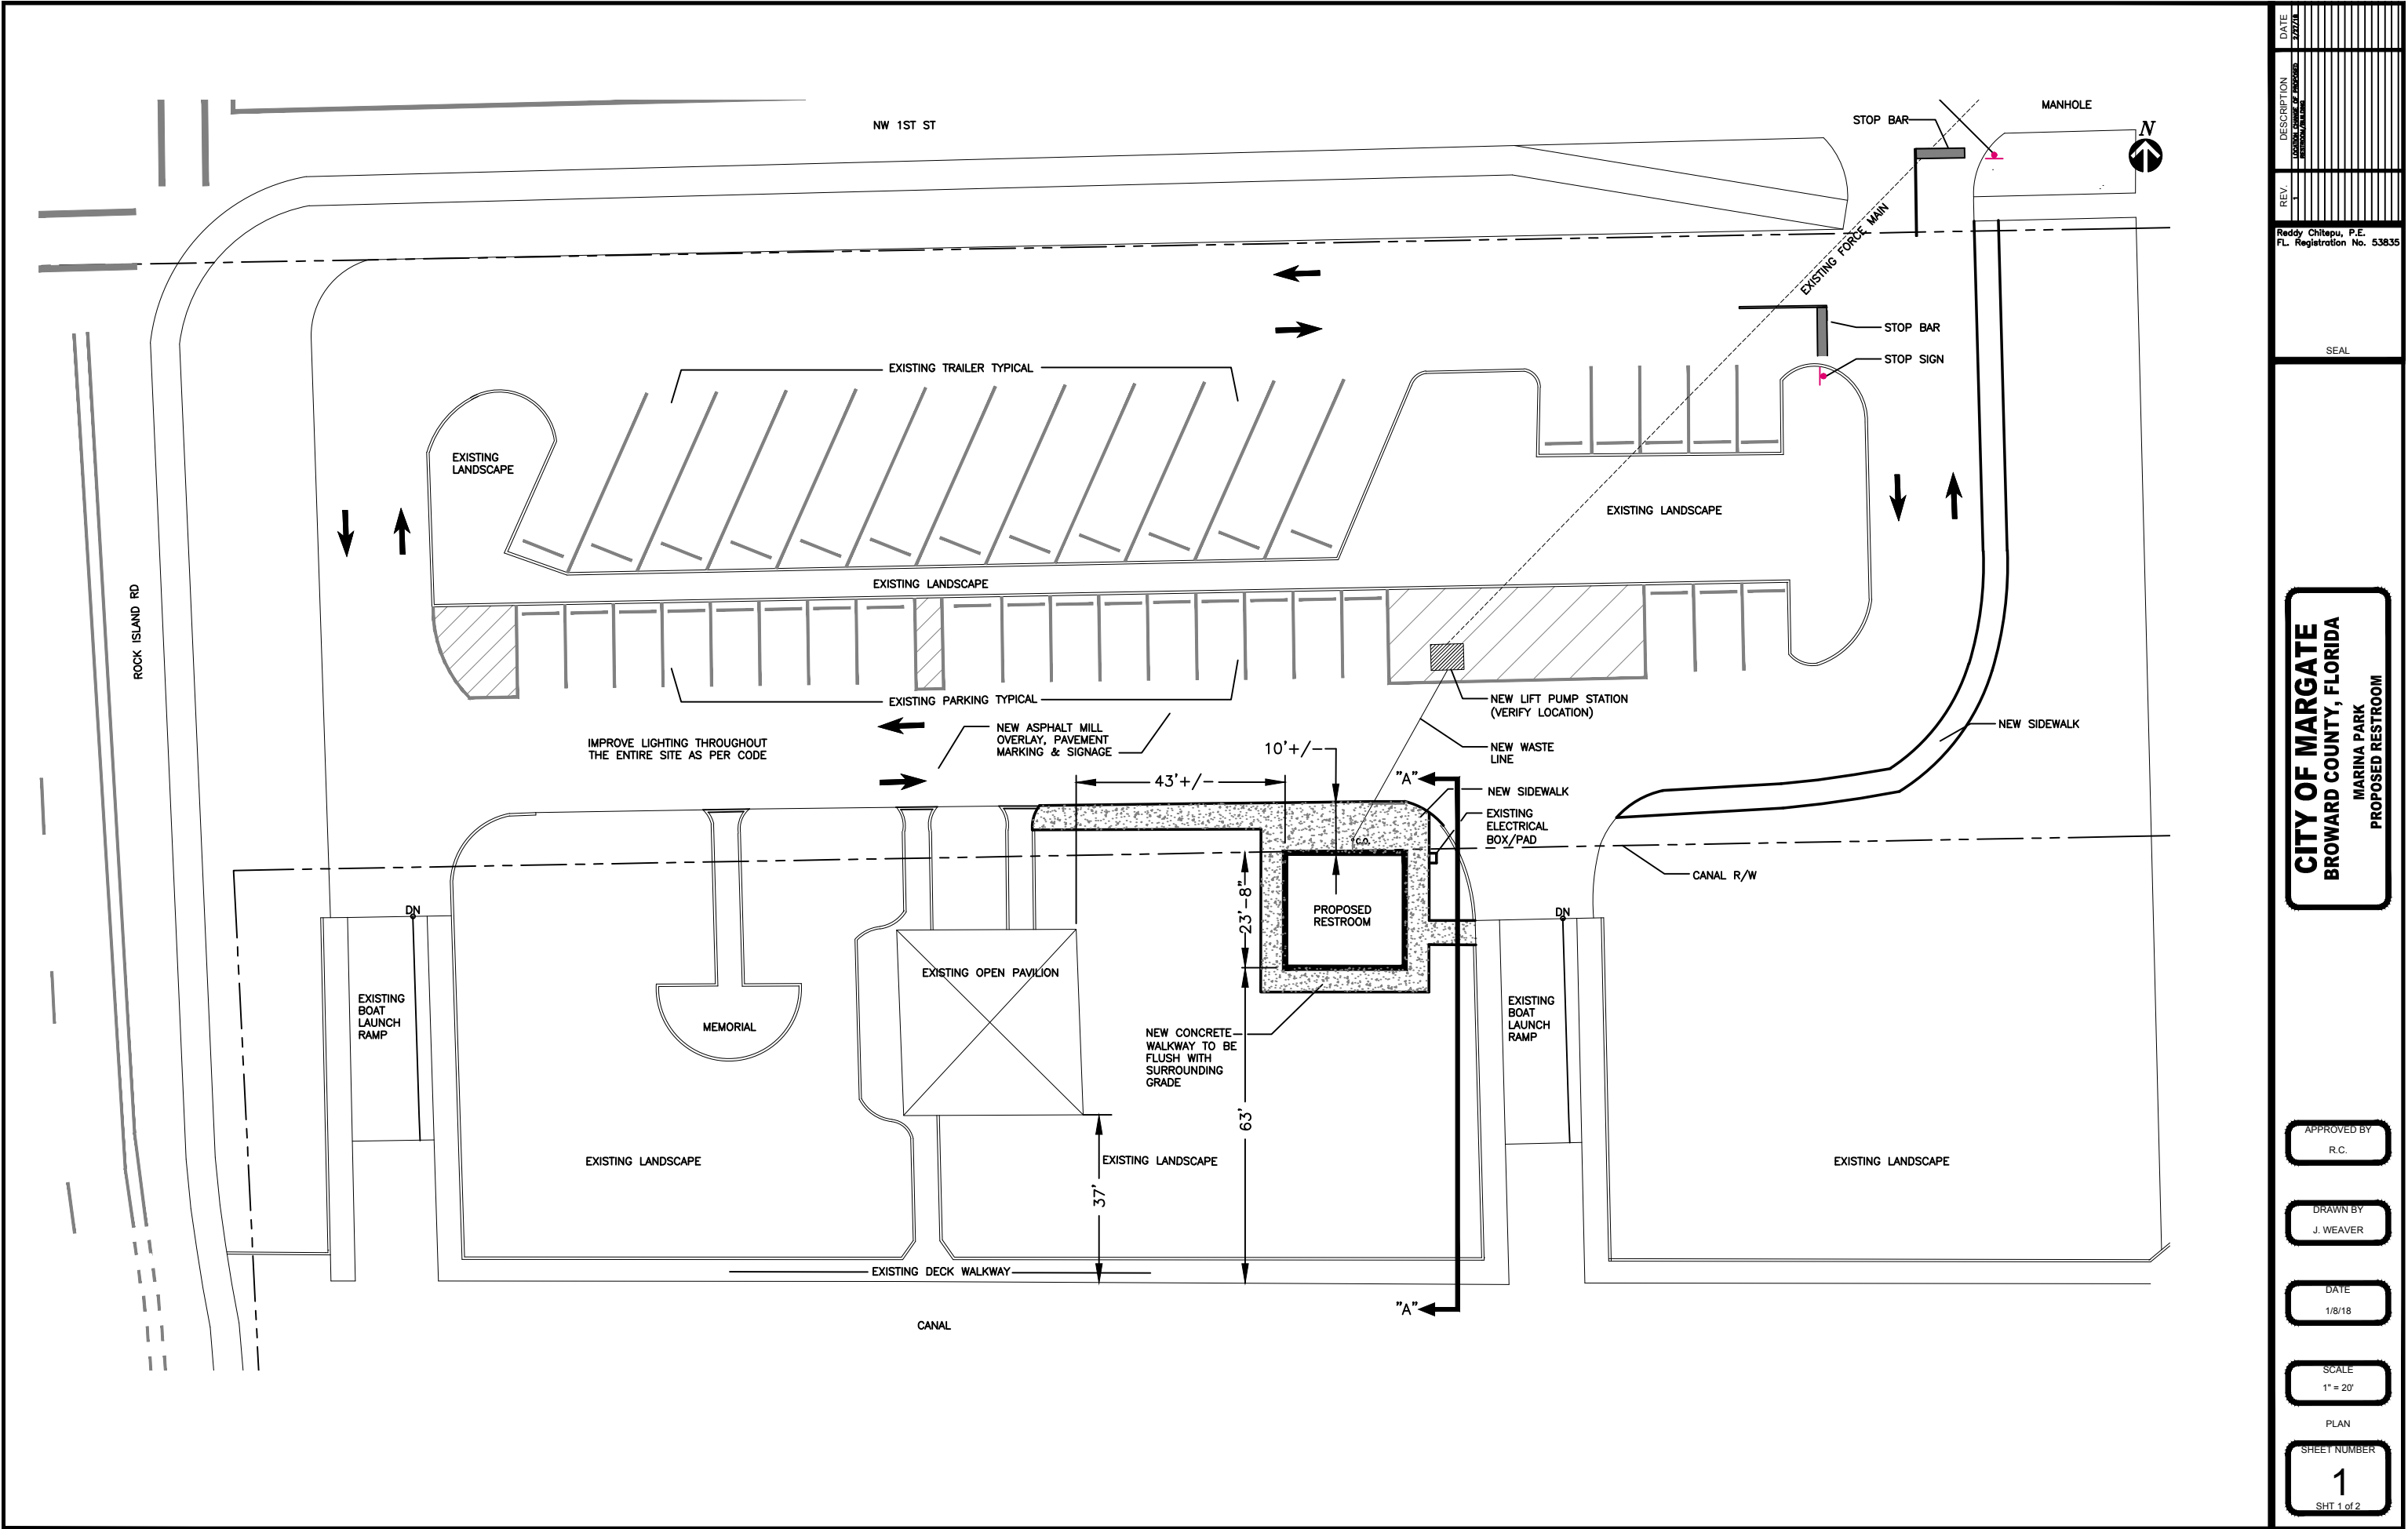 NW 1ST ST
STOP BAR
MANHOLE
N
EXISTING FORCE MAIN
STOP BAR
STOP SIGN
EXISTING TRAILER TYPICAL
EXISTING
LANDSCAPE
EXISTING LANDSCAPE
EXISTING LANDSCAPE
ROCK ISLAND RD
EXISTING PARKING TYPICAL
NEW LIFT PUMP STATION
(VERIFY LOCATION)
NEW ASPHALT MILL
OVERLAY, PAVEMENT
MARKING & SIGNAGE
IMPROVE LIGHTING THROUGHOUT
THE ENTIRE SITE AS PER CODE
NEW SIDEWALK
10'+/-
NEW WASTE
LINE
43'+/-
"A"
NEW SIDEWALK
EXISTING
ELECTRICAL
BOX/PAD
C.O.
CANAL R/W
23'-8"
PROPOSED
RESTROOM
DN
DN
EXISTING OPEN PAVILION
EXISTING
BOAT
LAUNCH
RAMP
MEMORIAL
NEW CONCRETE
WALKWAY TO BE
FLUSH WITH
SURROUNDING
GRADE
EXISTING
BOAT
LAUNCH
RAMP
63'
37'
EXISTING LANDSCAPE
EXISTING LANDSCAPE
EXISTING LANDSCAPE
EXISTING DECK WALKWAY
"A"
CANAL
REV.
DESCRIPTION
DATE
1
LOCATION CHANGE OF PROPOSED
RESTROOM/BUILDING
Reddy Chitepu, P.E.
FL. Registration No. 53835
SEAL
CITY OF MARGATE
BROWARD COUNTY, FLORIDA
MARINA PARK
PROPOSED RESTROOM
APPROVED BY
R.C.
DRAWN BY
J. WEAVER
DATE
1/8/18
SCALE
1" = 20'
PLAN
SHEET NUMBER
1
SHT 1 of 2